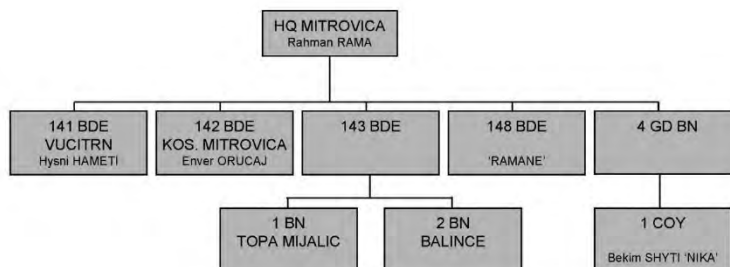 HQ MITROVICA
Rahman RAMA
141 BDE
VUCITRN
Hysni HAMETI
142 BDE
KOS. MITROVICA
Enver ORUCAJ
143 BDE
148 BDE
'RAMANE'
4 GD BN
1 BN
TOPA MIJALIC
2 BN
BALINCE
1 COY
Bekim SHYTI 'NIKA'